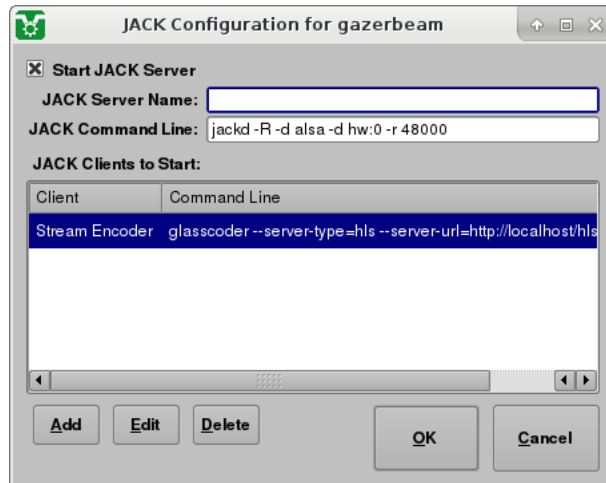 JACK Configuration for gazerbeam
Start JACK Server
JACK Server Name:
JACK Command Line: jackd -R -d alsa -d hw:0 -r 48000
JACK Clients to Start:
Client Command Line
Stream Encoder glasscoder --server-type=hls --server-url=http://localhost/hls
Add Edit Delete OK Cancel